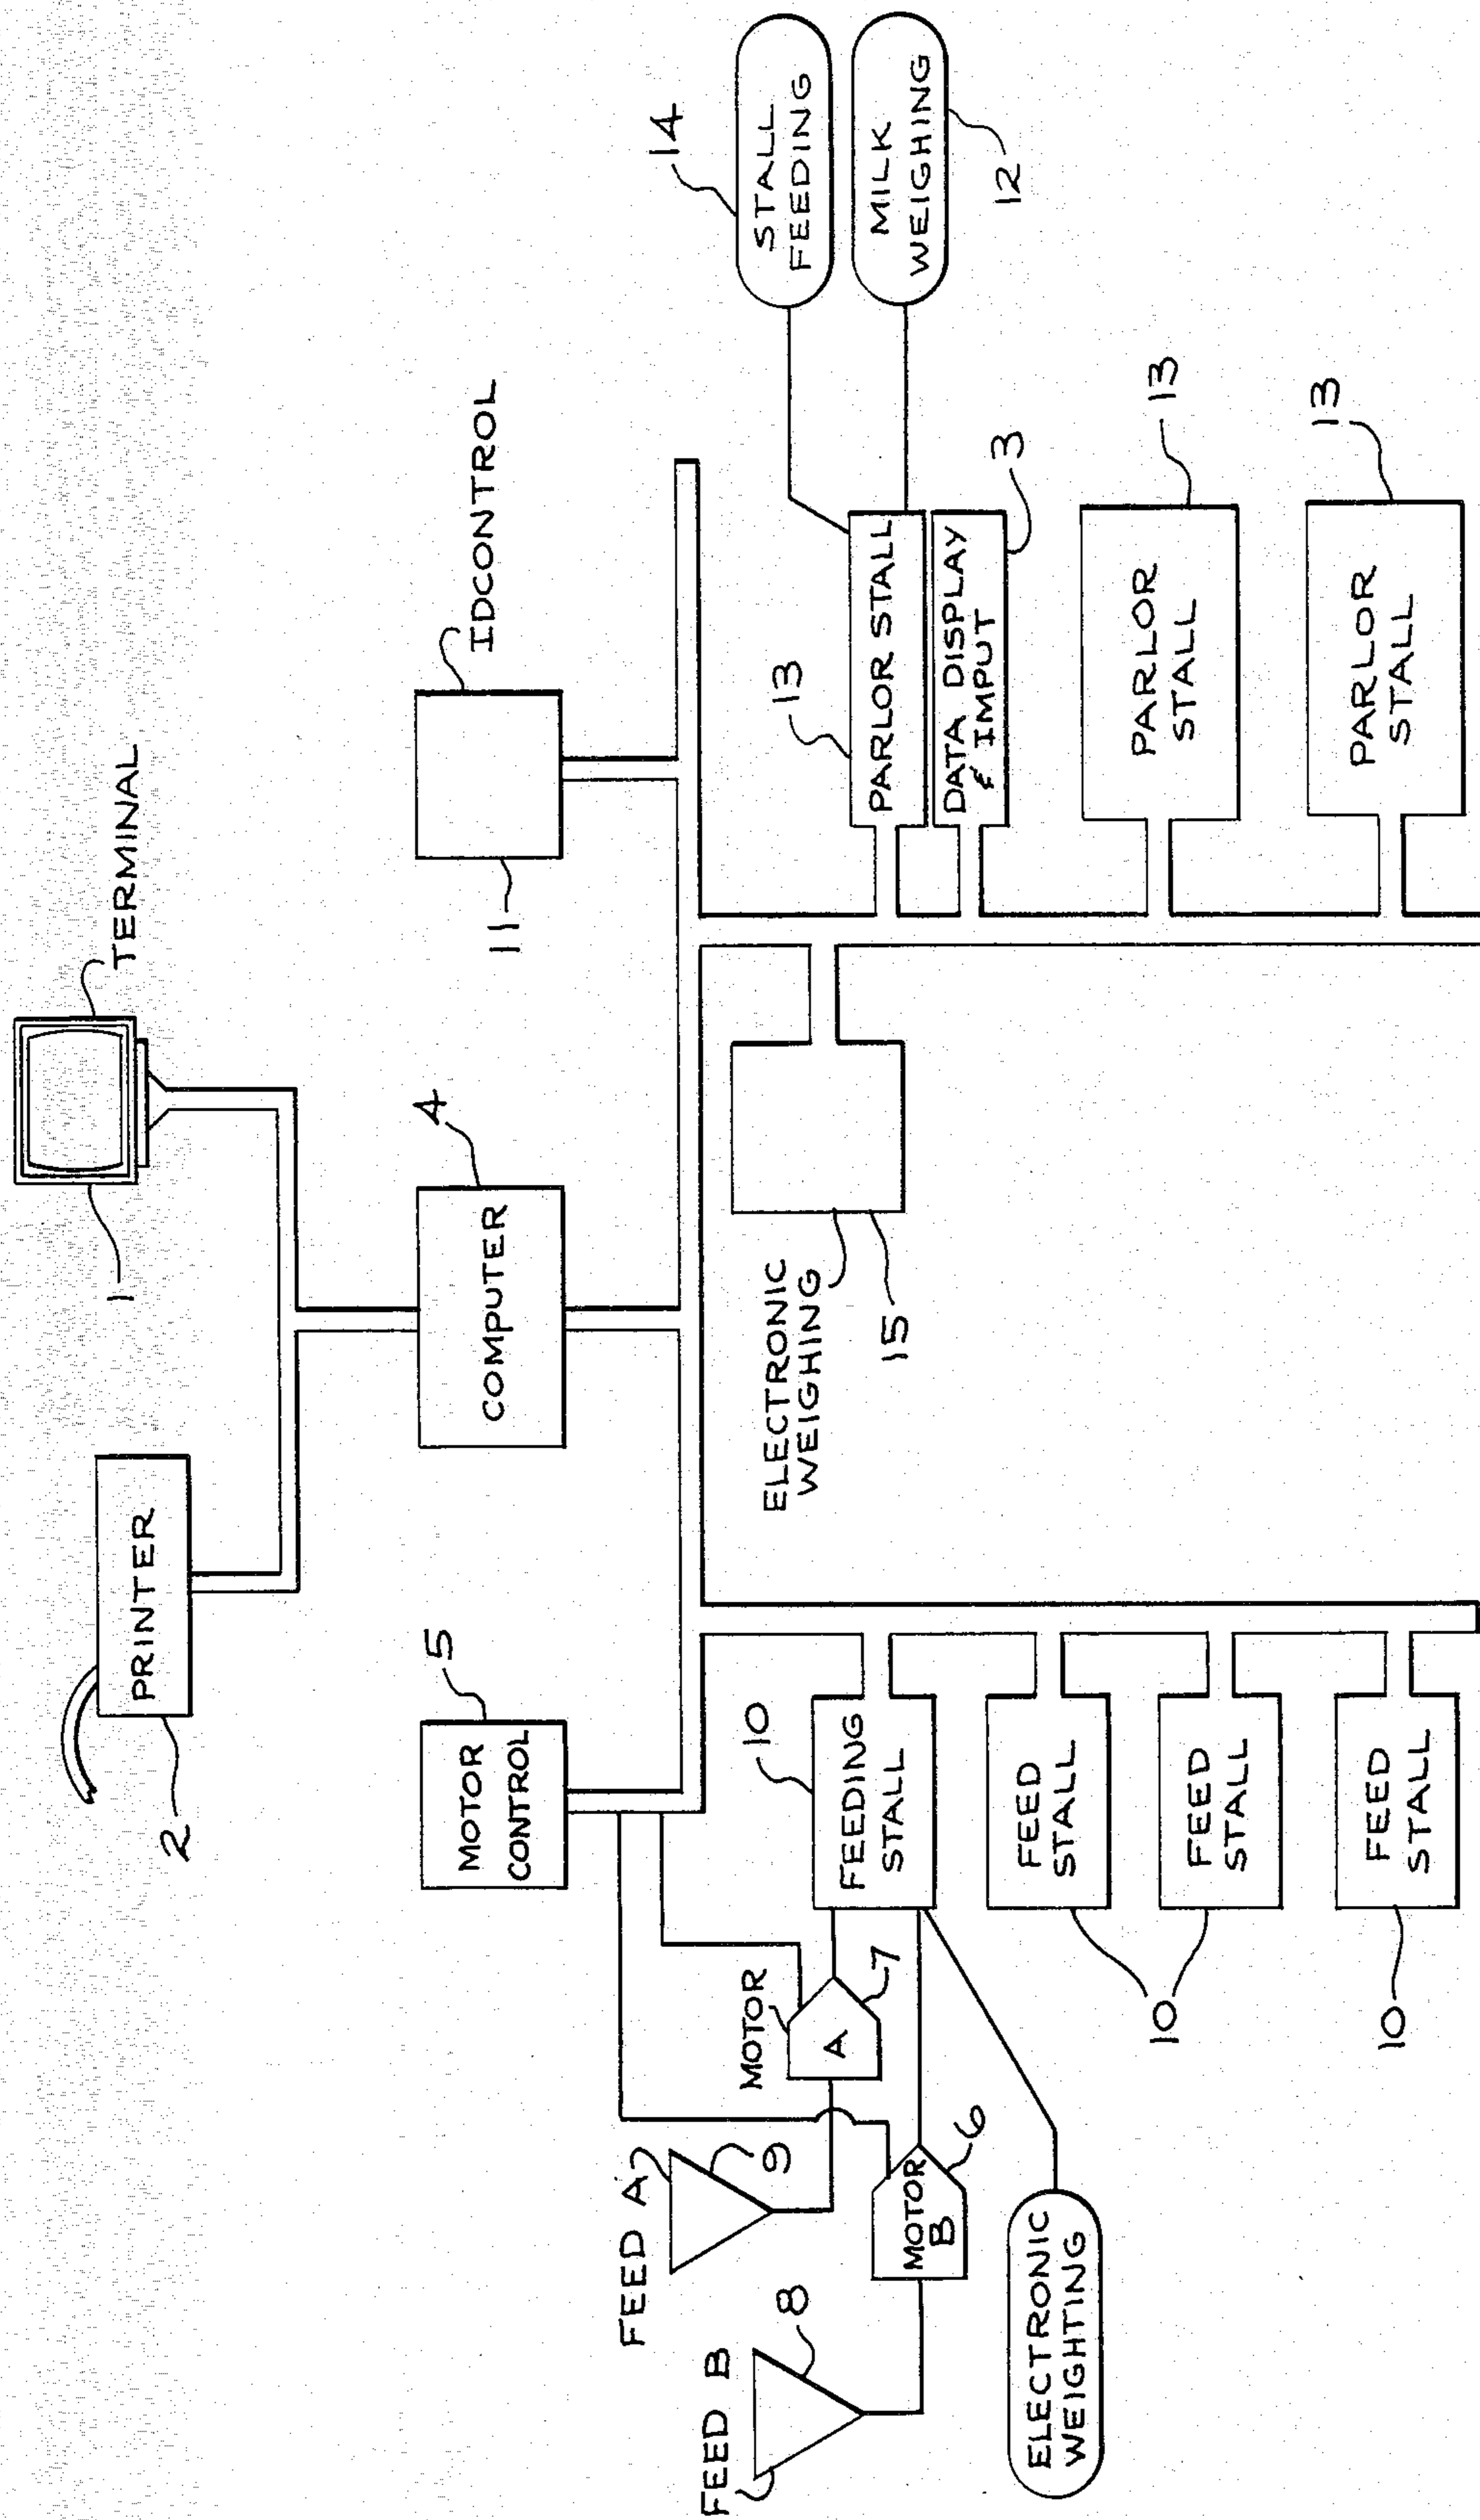 TERMINAL
1
PRINTER
2
IDCONTROL
11
COMPUTER
4
MOTOR
CONTROL
5
FEED A
9
FEED B
8
MOTOR
A
7
MOTOR
B
6
ELECTRONIC
WEIGHTING
10
FEEDING
STALL
FEED
STALL
FEED
STALL
10
FEED
STALL
10
ELECTRONIC
WEIGHING
15
14
STALL
FEEDING
MILK
WEIGHING
12
13
PARLOR STALL
DATA DISPLAY
& IMPUT
3
PARLOR
STALL
13
PARLOR
STALL
13